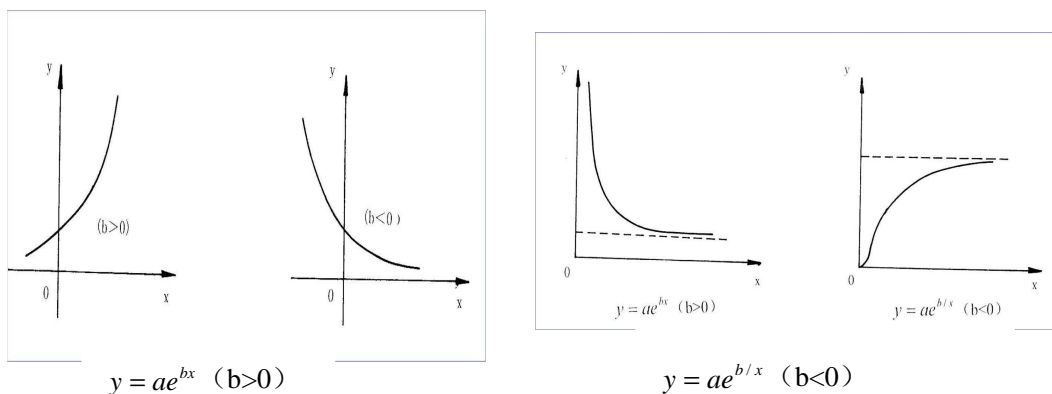 y
(b>0)
0
x
y
(b<0)
0
x
y
0
x
y = ae^{bx} (b>0)
y
0
x
y = ae^{b/x} (b<0)
y = ae^{bx}（b>0）
y = ae^{b/x}（b<0）